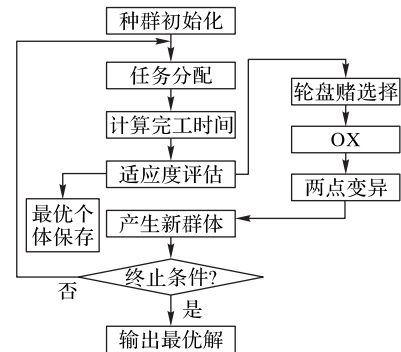 种群初始化
任务分配
计算完工时间
适应度评估
轮盘赌选择
OX
两点变异
最优个
体保存
产生新群体
终止条件?
否
是
输出最优解